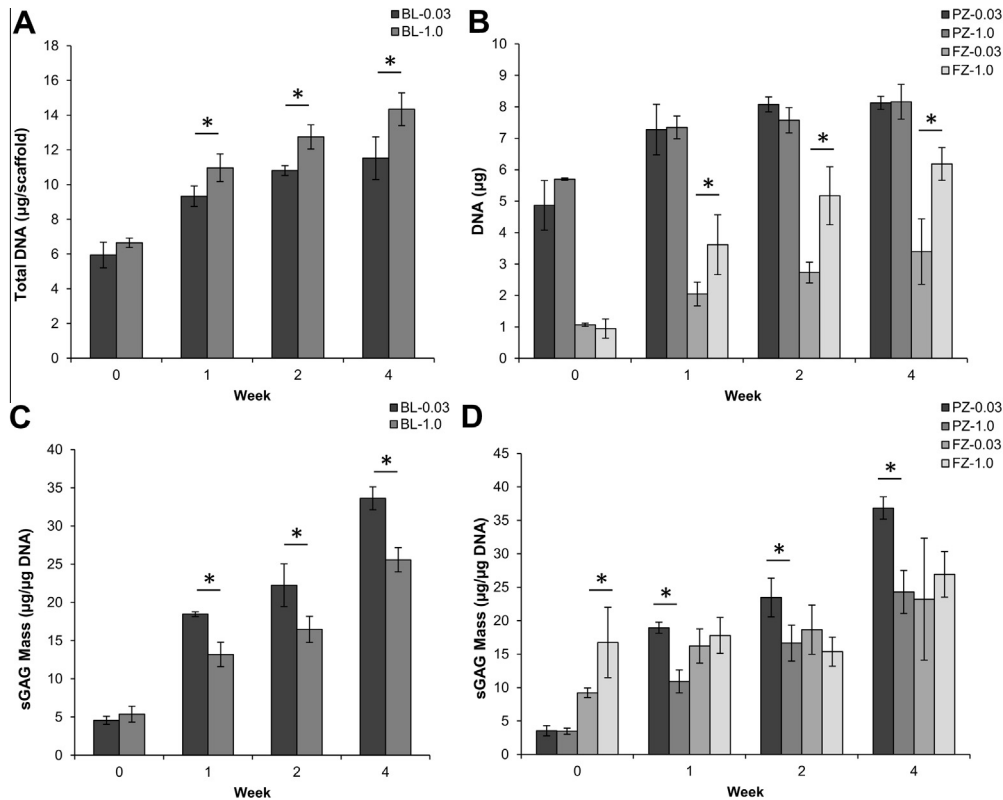 A
BL-0.03
BL-1.0
18
16
14
12
10
8
6
4
2
0
Total DNA (µg/scaffold)
*
*
*
0 1 2 4
Week
B
PZ-0.03
PZ-1.0
FZ-0.03
FZ-1.0
10
9
8
7
6
5
4
3
2
1
0
DNA (µg)
*
*
*
0 1 2 4
Week
C
BL-0.03
BL-1.0
40
35
30
25
20
15
10
5
0
sGAG Mass (µg/µg DNA)
*
*
*
0 1 2 4
Week
D
PZ-0.03
PZ-1.0
FZ-0.03
FZ-1.0
45
40
35
30
25
20
15
10
5
0
sGAG Mass (µg/µg DNA)
*
*
*
*
0 1 2 4
Week